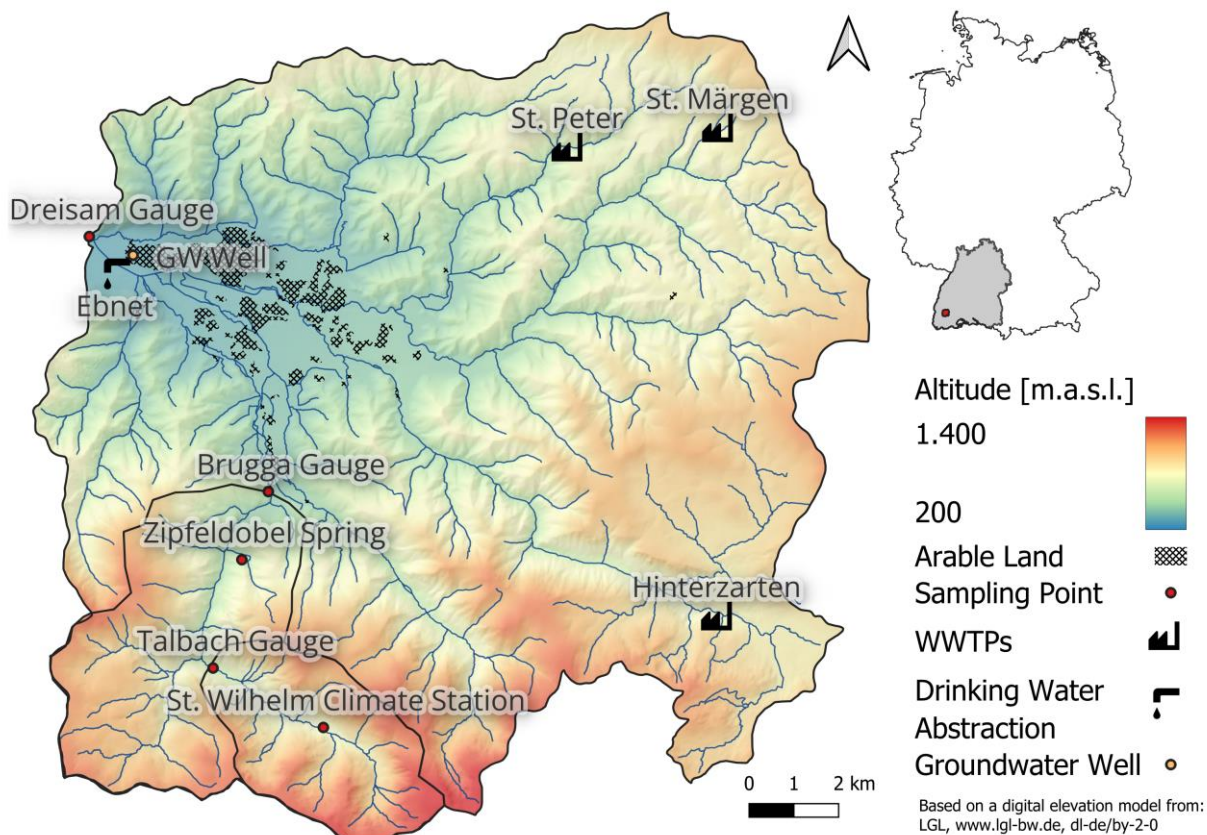 St. Märgen
St. Peter
Dreisam Gauge
GW Well
Ebnet
Brugga Gauge
Zipfeldobel Spring
Hinterzarten
Talbach Gauge
St. Wilhelm Climate Station
0 1 2 km
Altitude [m.a.s.l.]
1.400
200
Arable Land
Sampling Point
WWTPs
Drinking Water
Abstraction
Groundwater Well
Based on a digital elevation model from:
LGL, www.lgl-bw.de, dl-de/by-2-0